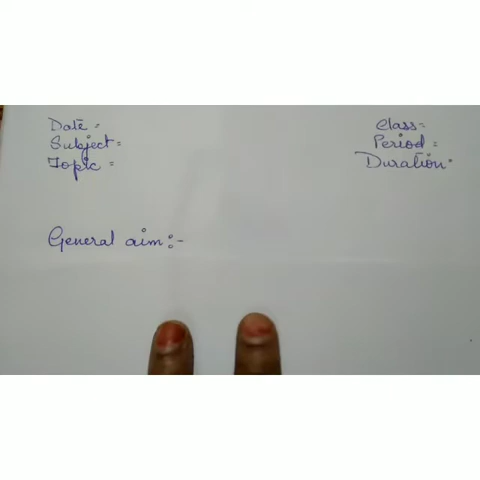 Date =
Class=
Subject=
Period =
Topic =
Duration=
General aim:-